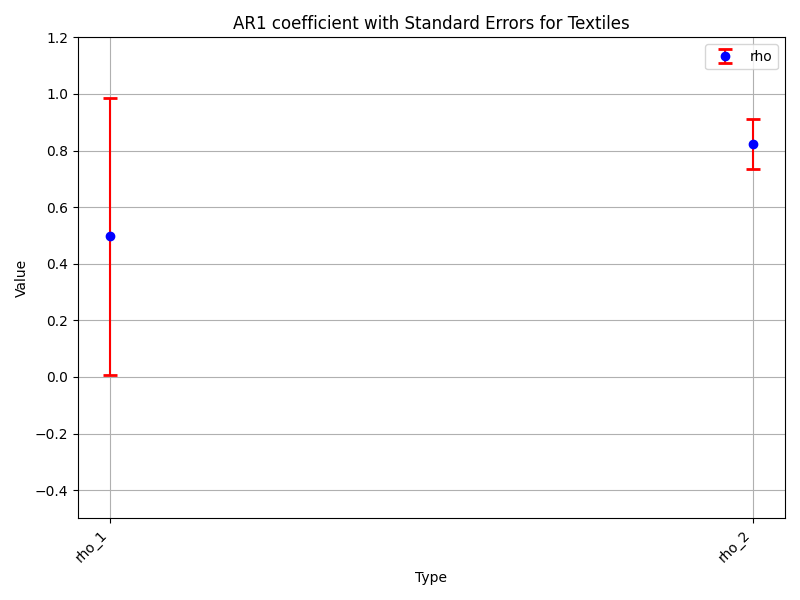 AR1 coefficient with Standard Errors for Textiles
1.2
rho
1.0
0.8
0.6
Value
0.4
0.2
0.0
−0.2
−0.4
rho_1
rho_2
Type